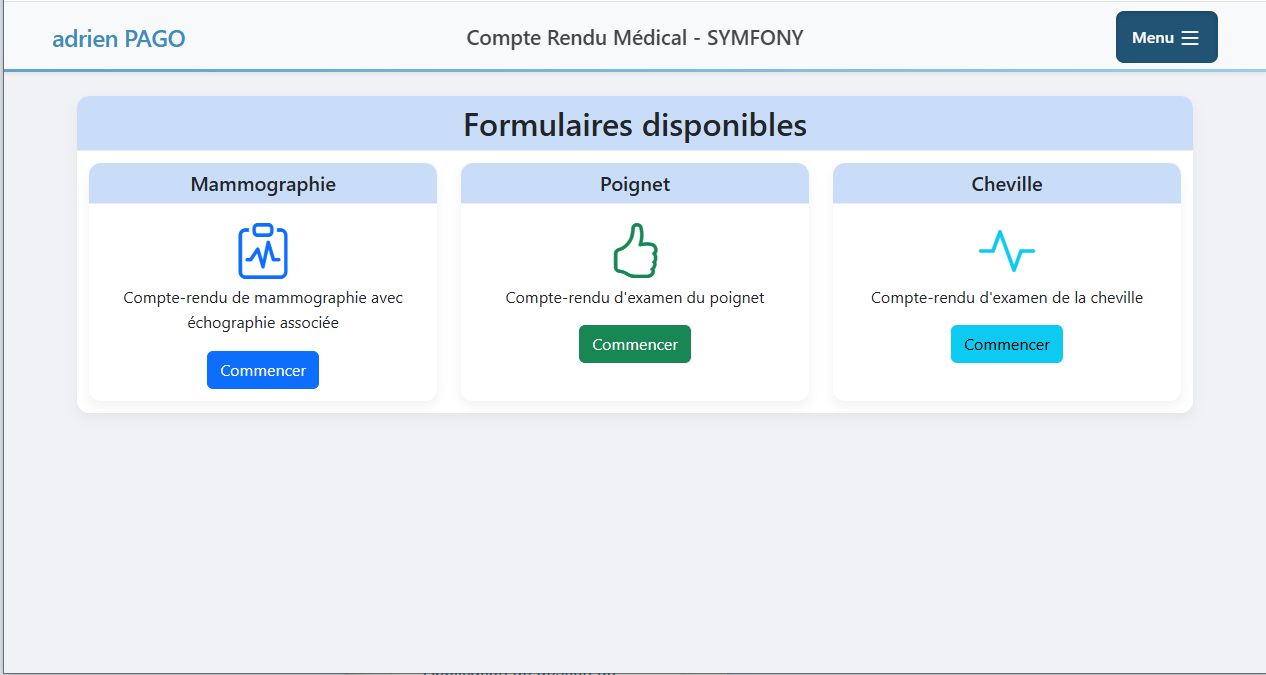 adrien PAGO
Compte Rendu Médical - SYMFONY
Menu
Formulaires disponibles
Mammographie
Compte-rendu de mammographie avec
échographie associée
Commencer
Poignet
Compte-rendu d'examen du poignet
Commencer
Cheville
Compte-rendu d'examen de la cheville
Commencer